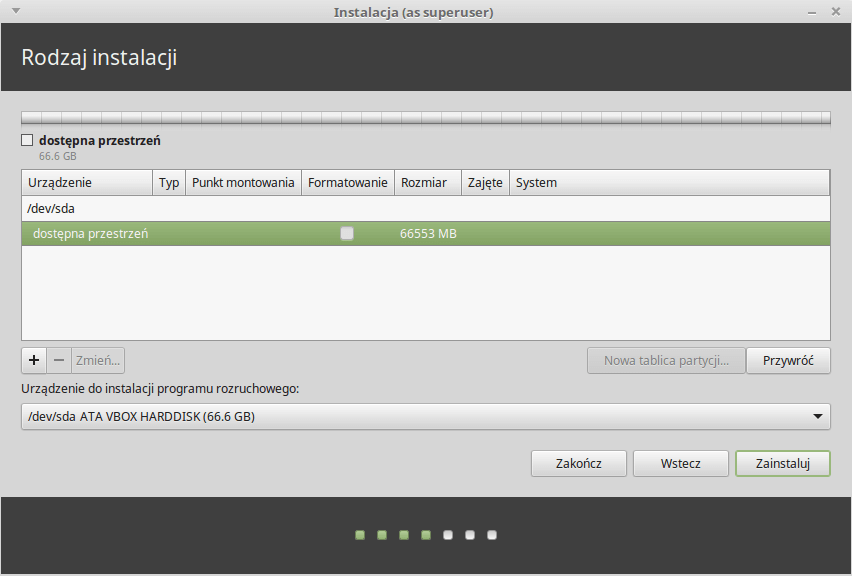 Instalacja (as superuser)
Rodzaj instalacji
dostępna przestrzeń
66.6 GB
Urządzenie Typ Punkt montowania Formatowanie Rozmiar Zajęte System
/dev/sda
dostępna przestrzeń 66553 MB
+ − Zmień... Nowa tablica partycji... Przywróć
Urządzenie do instalacji programu rozruchowego:
/dev/sda ATA VBOX HARDDISK (66.6 GB)
Zakończ Wstecz Zainstaluj